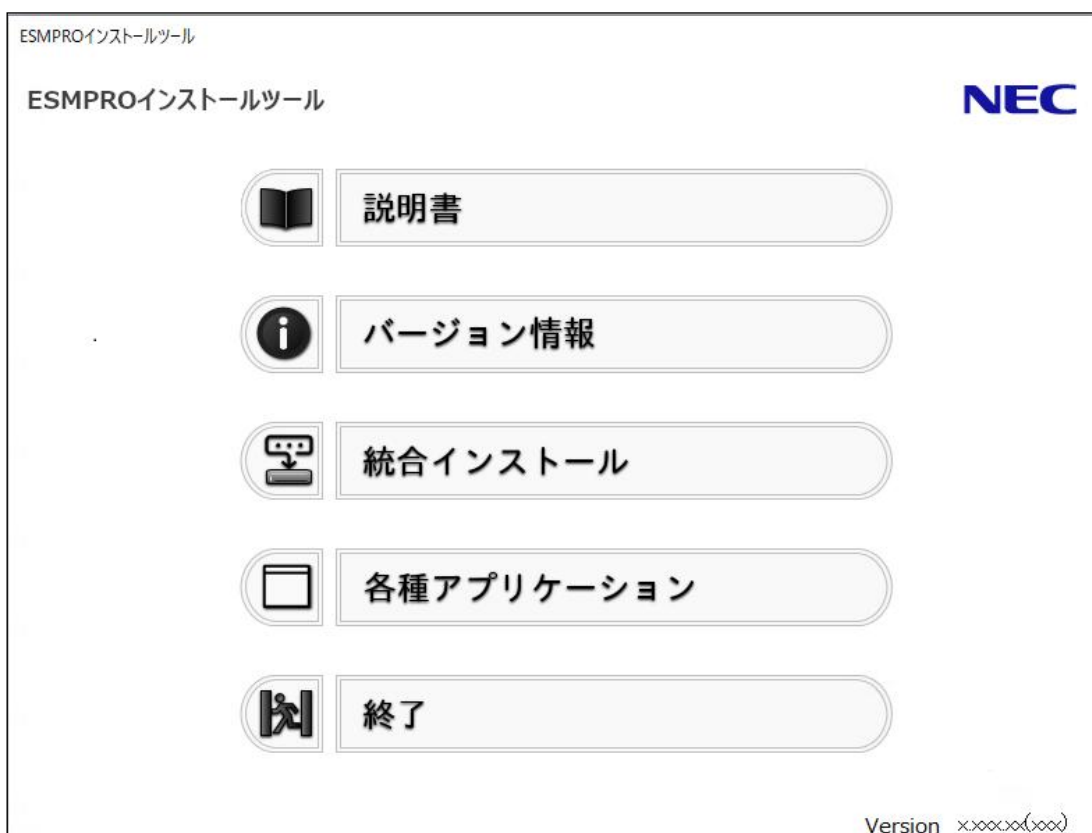 ESMPROインストールツール
ESMPROインストールツール
NEC
説明書
バージョン情報
統合インストール
各種アプリケーション
終了
Version x.xxx.xx(xxx)